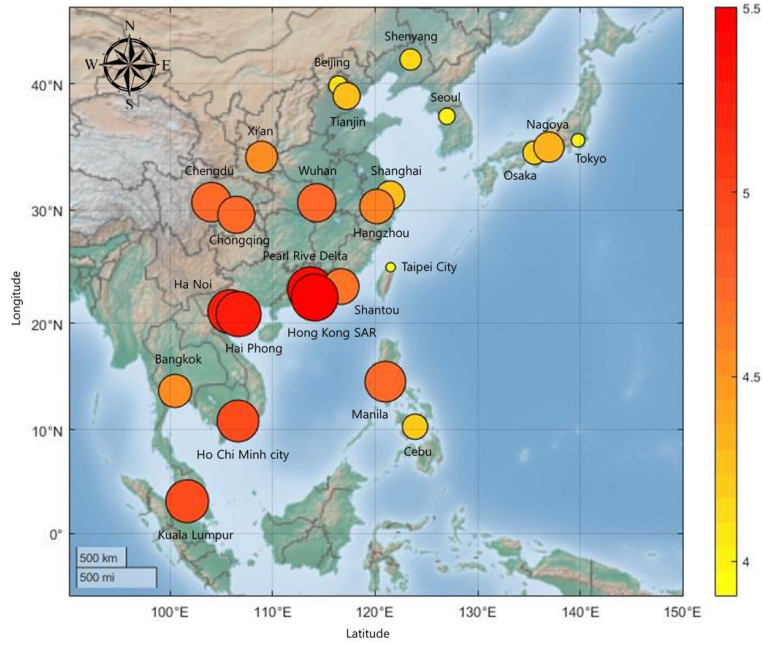 N
W E
S
Shenyang
Beijing
40°N
Tianjin
Seoul
Nagoya
Osaka
Tokyo
Xi'an
Chengdu
Wuhan
Shanghai
30°N
Chongqing
Hangzhou
Pearl Rive Delta
Taipei City
Ha Noi
Shantou
20°N
Hong Kong SAR
Hai Phong
Bangkok
Manila
10°N
Cebu
Ho Chi Minh city
0°
Kuala Lumpur
500 km
500 mi
100°E 110°E 120°E 130°E 140°E 150°E
Latitude
Longitude
5.5
5
4.5
4